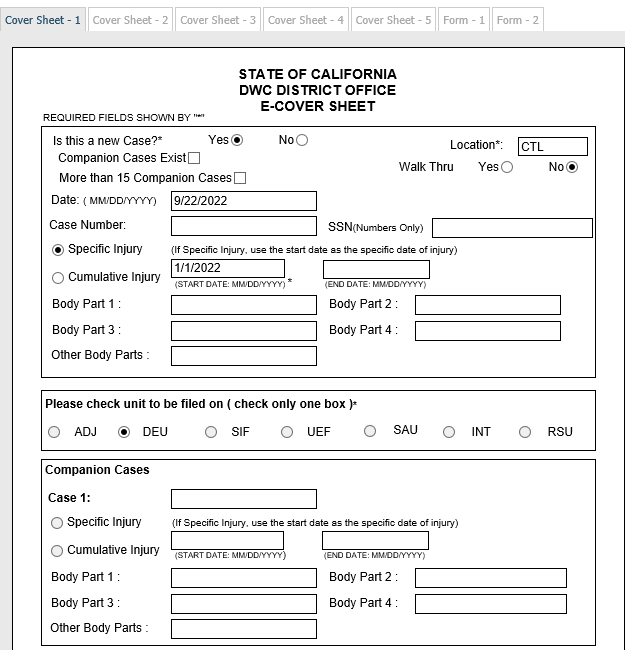 Cover Sheet - 1 Cover Sheet - 2 Cover Sheet - 3 Cover Sheet - 4 Cover Sheet - 5 Form - 1 Form - 2
STATE OF CALIFORNIA
DWC DISTRICT OFFICE
E-COVER SHEET
REQUIRED FIELDS SHOWN BY "*"
Is this a new Case?* Yes No Location*: CTL
Companion Cases Exist
Walk Thru Yes No
More than 15 Companion Cases
Date: ( MM/DD/YYYY) 9/22/2022
Case Number: SSN(Numbers Only)
Specific Injury (If Specific Injury, use the start date as the specific date of injury)
Cumulative Injury 1/1/2022
(START DATE: MM/DD/YYYY) * (END DATE: MM/DD/YYYY)
Body Part 1 : Body Part 2 :
Body Part 3 : Body Part 4 :
Other Body Parts :
Please check unit to be filed on ( check only one box )*
ADJ DEU SIF UEF SAU INT RSU
Companion Cases
Case 1:
Specific Injury (If Specific Injury, use the start date as the specific date of injury)
Cumulative Injury
(START DATE: MM/DD/YYYY) (END DATE: MM/DD/YYYY)
Body Part 1 : Body Part 2 :
Body Part 3 : Body Part 4 :
Other Body Parts :